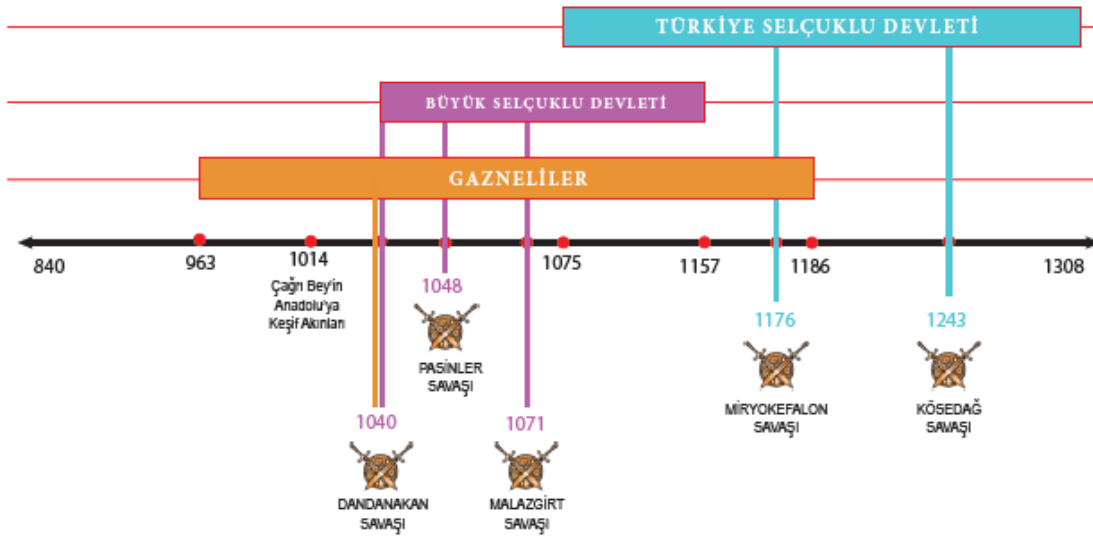 TÜRKİYE SELÇUKLU DEVLETİ
BÜYÜK SELÇUKLU DEVLETİ
GAZNELİLER
840
963
1014
1075
1157
1186
1308
Çağrı Bey'in
Anadolu'ya
Keşif Akınları
1048
PASİNLER
SAVAŞI
1176
MİRYOKEFALON
SAVAŞI
1243
KÖSEDAĞ
SAVAŞI
1040
DANDANAKAN
SAVAŞI
1071
MALAZGİRT
SAVAŞI